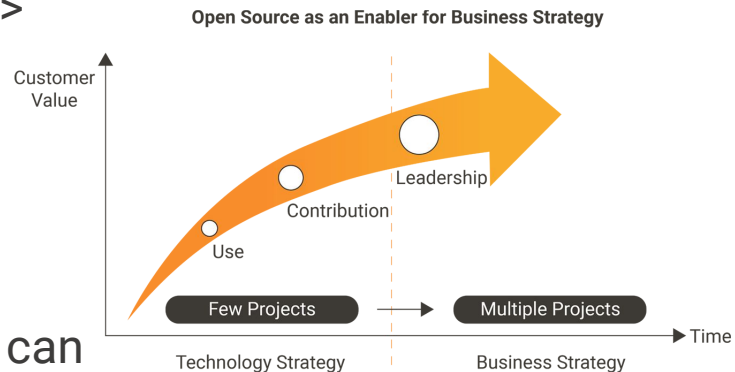 >
Open Source as an Enabler for Business Strategy
Customer
Value
Leadership
Contribution
Use
Few Projects
Multiple Projects
Time
can
Technology Strategy
Business Strategy